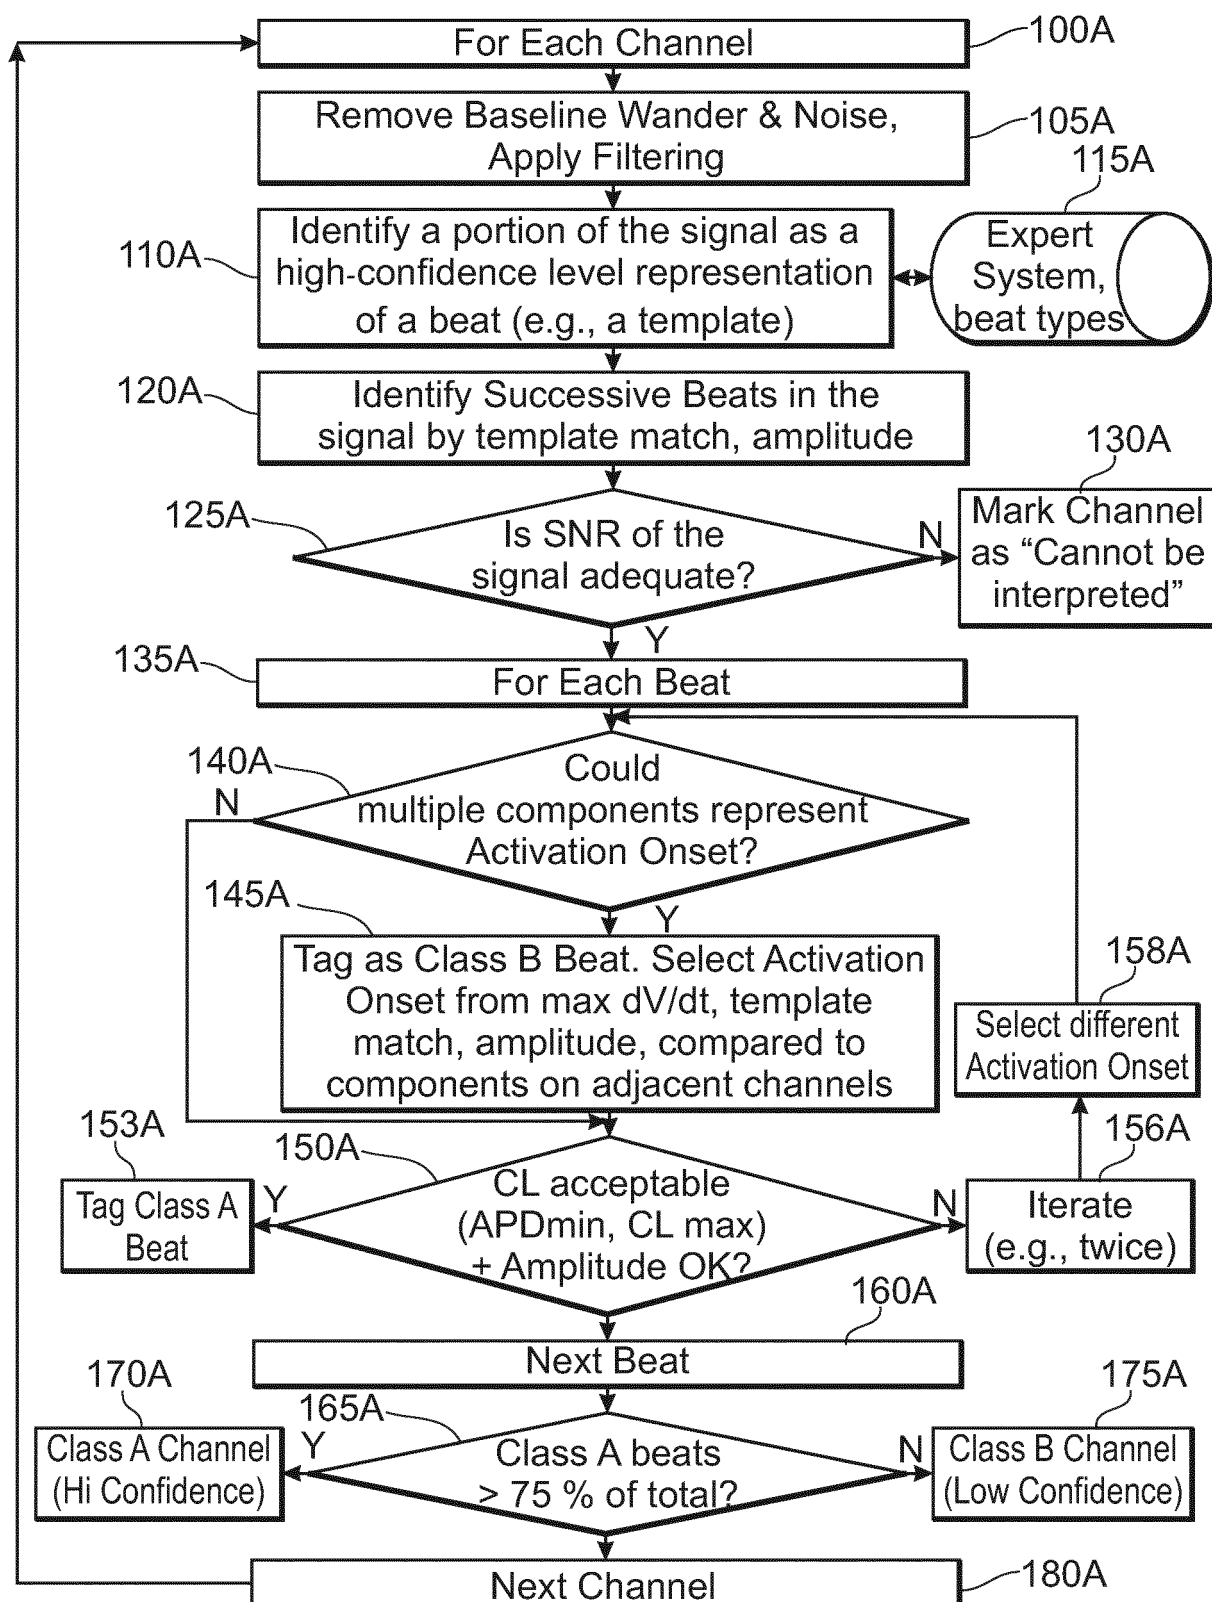 For Each Channel
100A
Remove Baseline Wander & Noise,
Apply Filtering
105A
115A
110A
Identify a portion of the signal as a
high-confidence level representation
of a beat (e.g., a template)
Expert
System,
beat types
120A
Identify Successive Beats in the
signal by template match, amplitude
130A
125A
Is SNR of the
signal adequate?
N
Mark Channel
as “Cannot be
interpreted”
Y
135A
For Each Beat
140A
N
Could
multiple components represent
Activation Onset?
145A
Y
Tag as Class B Beat. Select Activation
Onset from max dV/dt, template
match, amplitude, compared to
components on adjacent channels
158A
Select different
Activation Onset
153A
150A
156A
Tag Class A
Beat
Y
CL acceptable
(APDmin, CL max)
+ Amplitude OK?
N
Iterate
(e.g., twice)
160A
Next Beat
170A
165A
175A
Class A Channel
(Hi Confidence)
Y
Class A beats
> 75 % of total?
N
Class B Channel
(Low Confidence)
Next Channel
180A